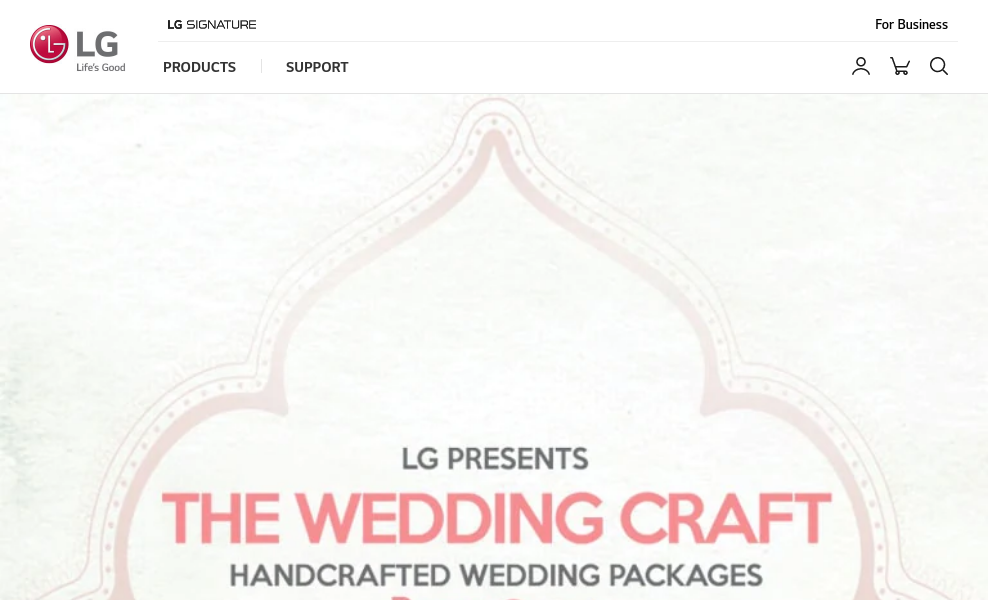 LG SIGNATURE
For Business
LG
Life's Good
PRODUCTS
SUPPORT
LG PRESENTS
THE WEDDING CRAFT
HANDCRAFTED WEDDING PACKAGES